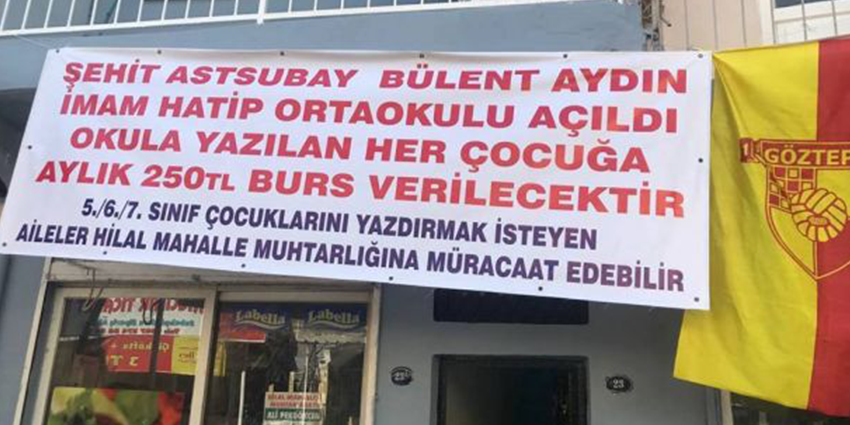 ŞEHİT ASTSUBAY BÜLENT AYDIN
İMAM HATİP ORTAOKULU AÇILDI
OKULA YAZILAN HER ÇOCUĞA
AYLIK 250TL BURS VERİLECEKTİR
5./6./7. SINIF ÇOCUKLARINI YAZDIRMAK İSTEYEN
AİLELER HİLAL MAHALLE MUHTARLIĞINA MÜRACAAT EDEBİLİR
GÖZTEP
Labella
Labella
23